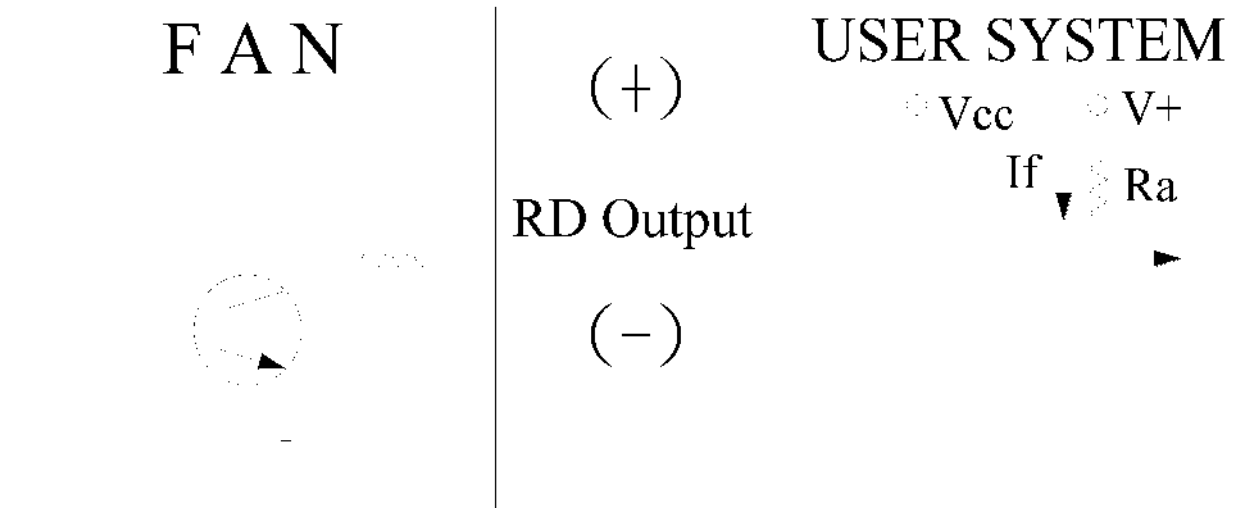 F A N
USER SYSTEM
(+)
Vcc
V+
If
Ra
RD Output
(-)